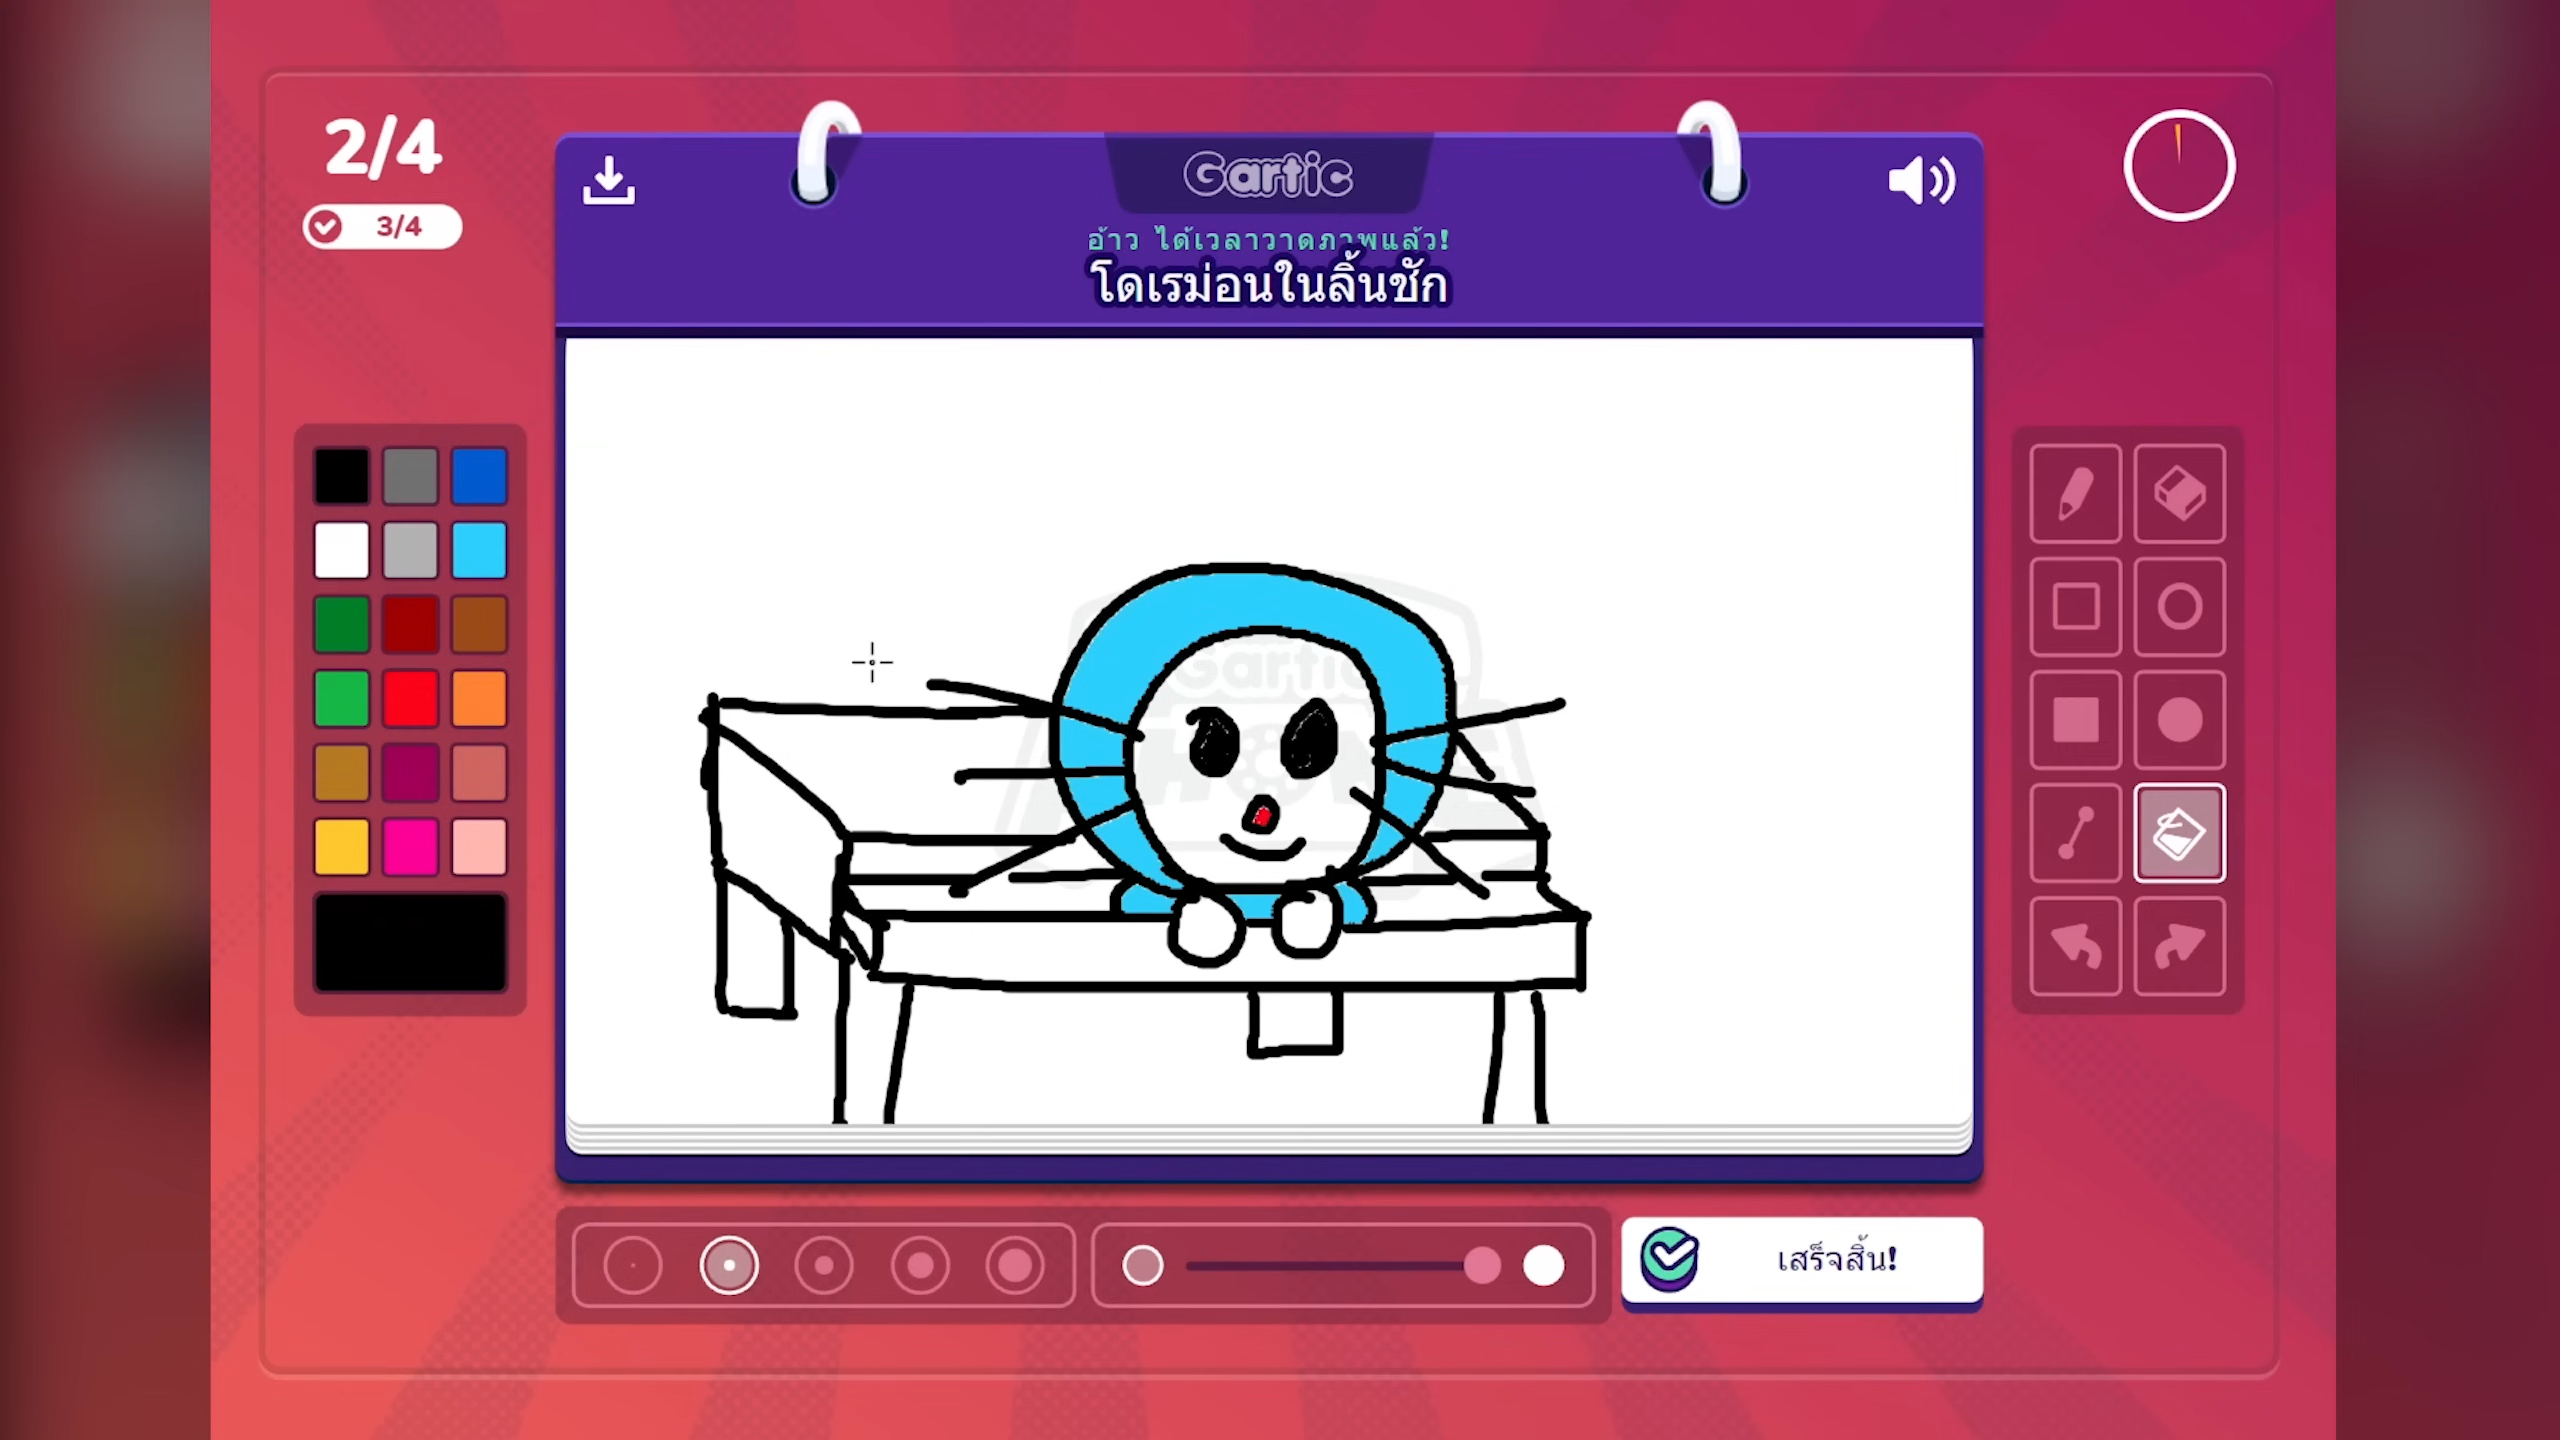 2/4
3/4
Gartic
อ้าว ได้เวลาวาดภาพแล้ว!
โดเรม่อนในลิ้นชัก
Gartic
เสร็จสิ้น!